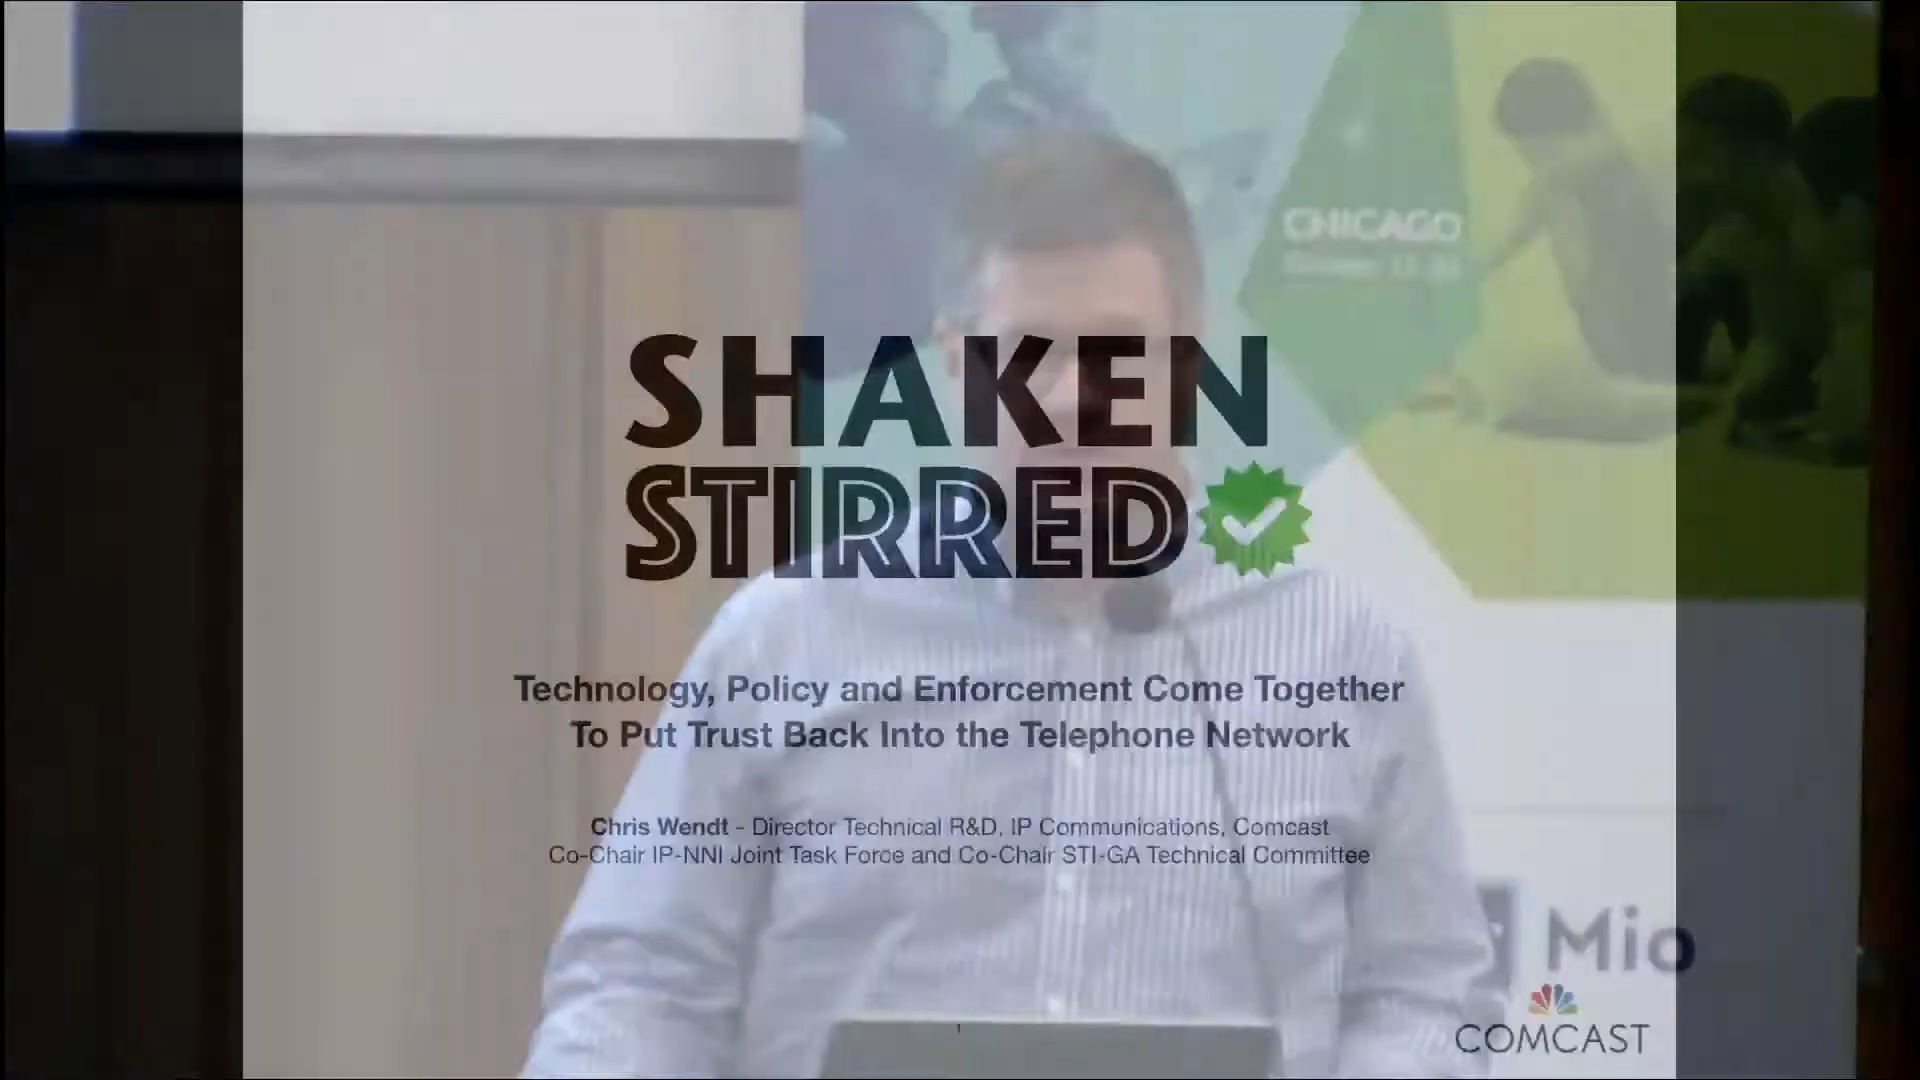 CHICAGO
SHAKEN
STIRRED
Technology, Policy and Enforcement Come Together
To Put Trust Back Into the Telephone Network
Chris Wendt - Director Technical R&D, IP Communications, Comcast
Co-Chair IP-NNI Joint Task Force and Co-Chair STI-GA Technical Committee
Mio
COMCAST